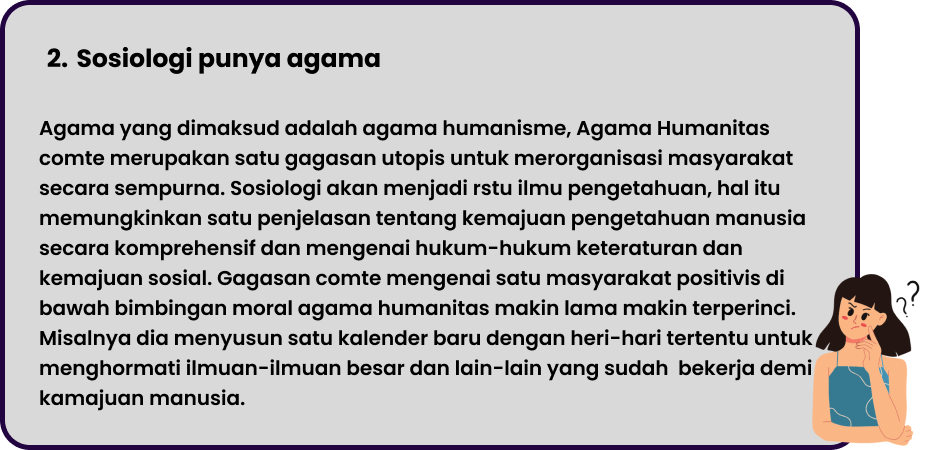 2. Sosiologi punya agama
Agama yang dimaksud adalah agama humanisme, Agama Humanitas
comte merupakan satu gagasan utopis untuk merorganisasi masyarakat
secara sempurna. Sosiologi akan menjadi rstu ilmu pengetahuan, hal itu
memungkinkan satu penjelasan tentang kemajuan pengetahuan manusia
secara komprehensif dan mengenai hukum-hukum keteraturan dan
kemajuan sosial. Gagasan comte mengenai satu masyarakat positivis di
bawah bimbingan moral agama humanitas makin lama makin terperinci.
Misalnya dia menyusun satu kalender baru dengan heri-hari tertentu untuk
menghormati ilmuan-ilmuan besar dan lain-lain yang sudah  bekerja demi
kamajuan manusia.
??